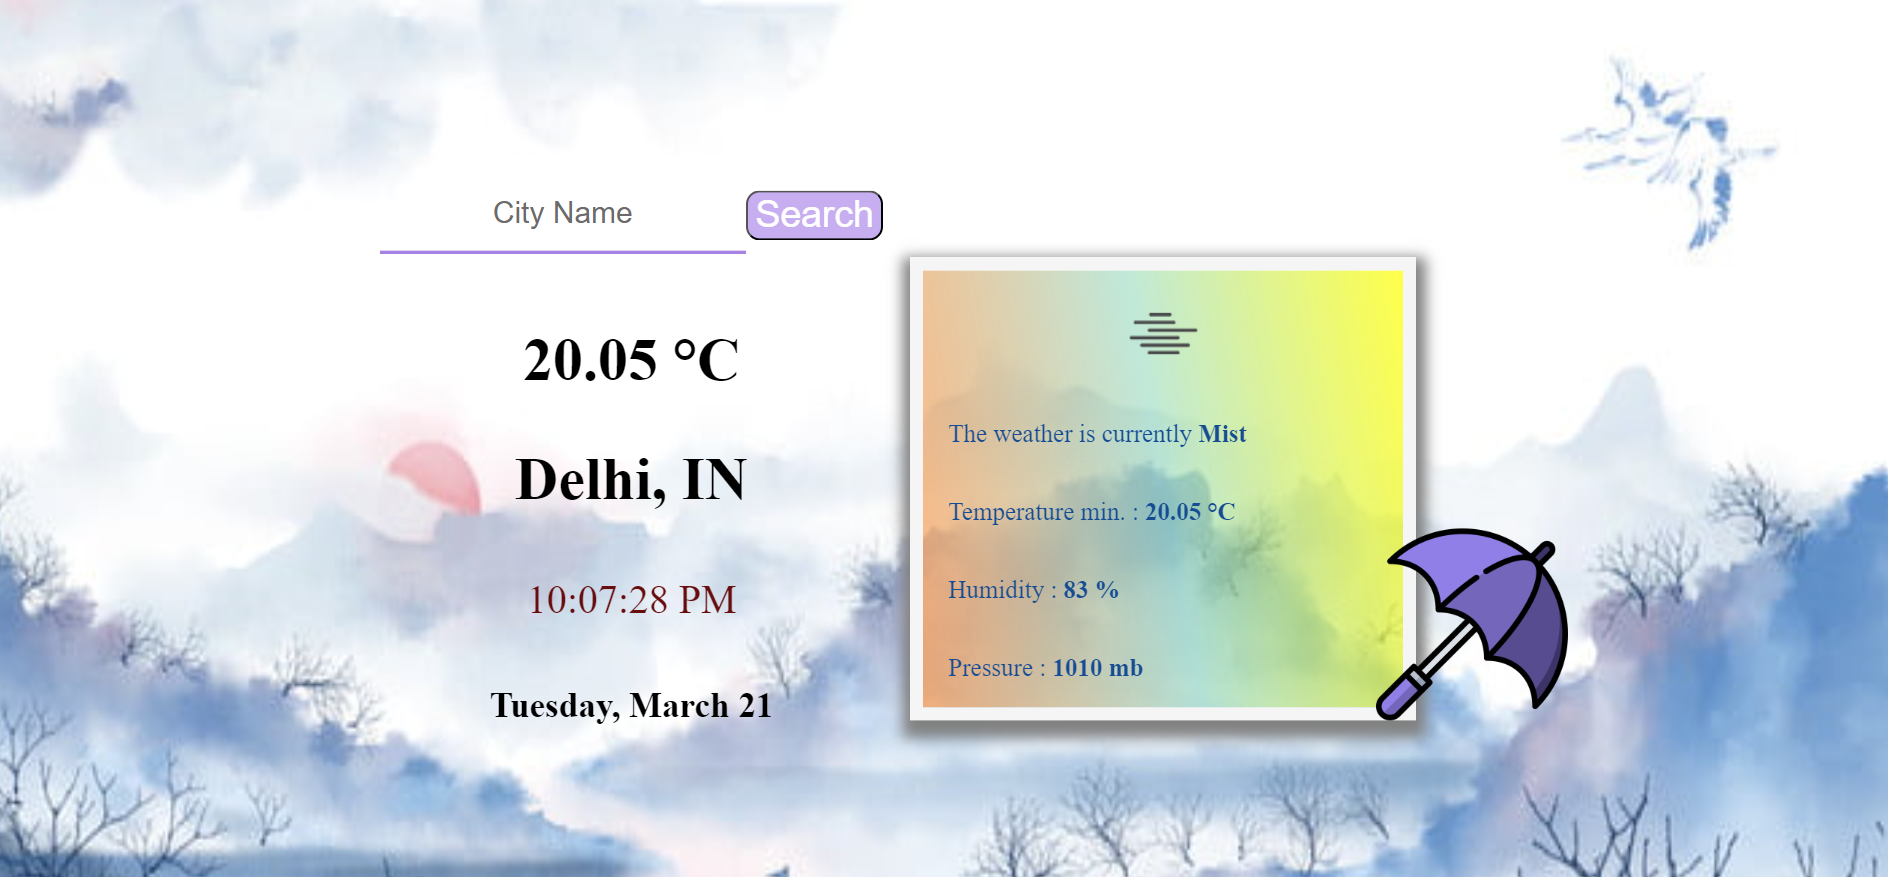 City Name
Search
20.05 °C
Delhi, IN
10:07:28 PM
Tuesday, March 21
The weather is currently Mist
Temperature min. : 20.05 °C
Humidity : 83 %
Pressure : 1010 mb